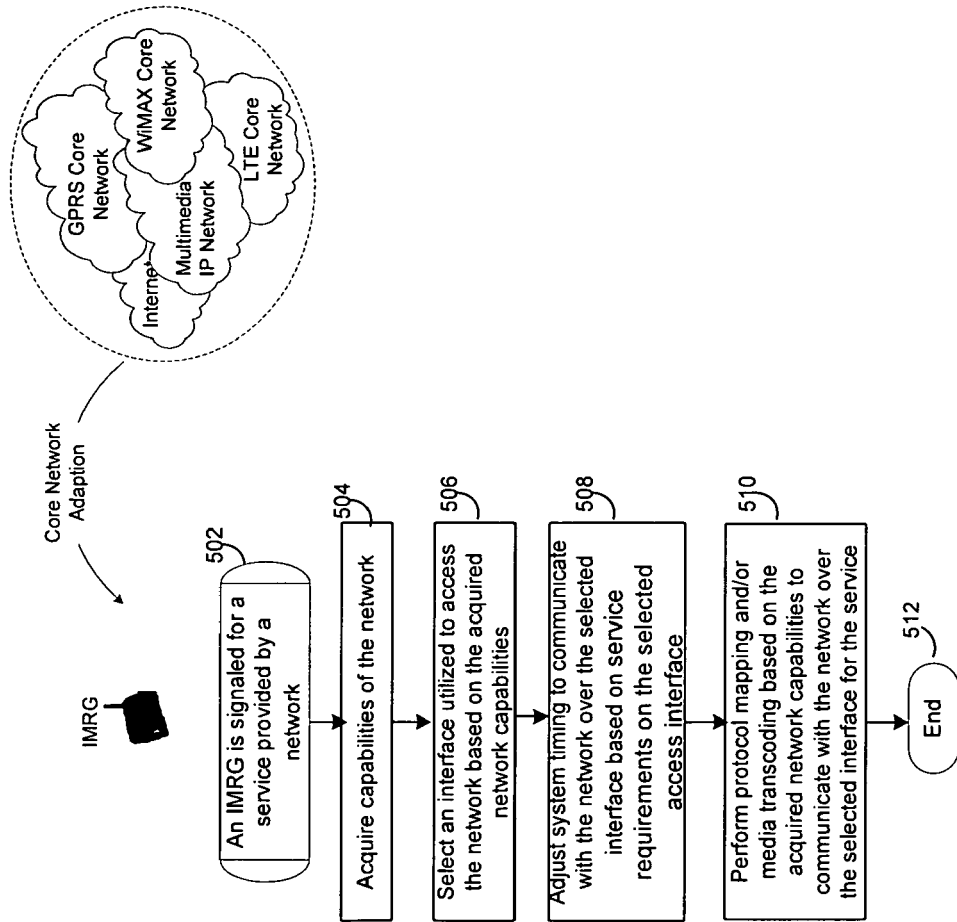 IMRG
Core Network
Adaption
GPRS Core
Network
WiMAX Core
Network
Internet
Multimedia
IP Network
LTE Core
Network
502
An IMRG is signaled for a
service provided by a
network
504
Acquire capabilities of the network
506
Select an interface utilized to access
the network based on the acquired
network capabilities
508
Adjust system timing to communicate
with the network over the selected
interface based on service
requirements on the selected
access interface
510
Perform protocol mapping and/or
media transcoding based on the
acquired network capabilities to
communicate with the network over
the selected interface for the service
512
End